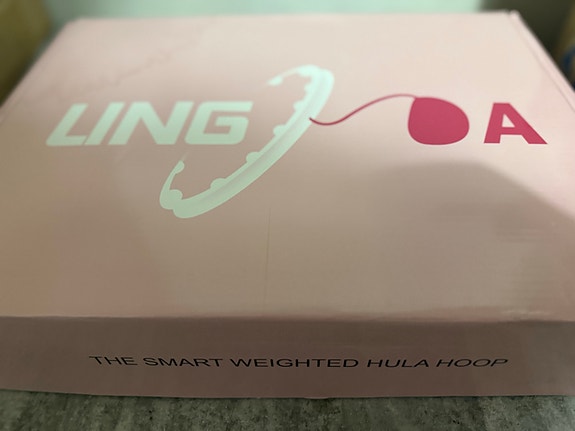 LING A
THE SMART WEIGHTED HULA HOOP